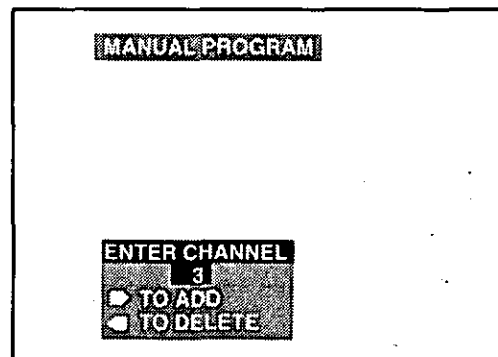 MANUAL PROGRAM
ENTER CHANNEL
3
TO ADD
TO DELETE